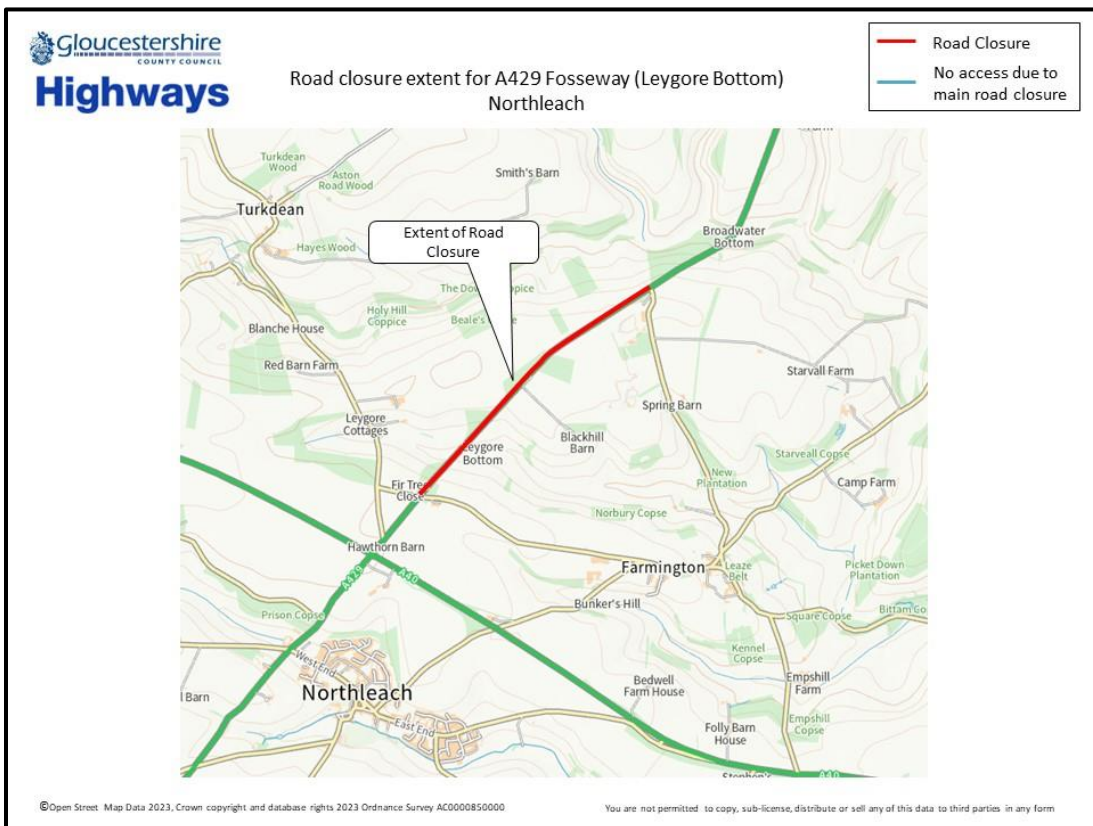 Gloucestershire
COUNTY COUNCIL
Highways
Road closure extent for A429 Fosseway (Leygore Bottom)
Northleach
Road Closure
No access due to
main road closure
Turkdean
Wood
Aston
Road Wood
Smith's Barn
Turkdean
Hayes Wood
Extent of Road
Closure
Broadwater
Bottom
Holy Hill
Coppice
Blanche House
Red Barn Farm
Starvall Farm
Spring Barn
Leygore
Cottages
Leygore
Bottom
Blackhill
Barn
Starveall Copse
New
Plantation
Camp Farm
Fir Tree
Close
Norbury Copse
Hawthorn Barn
A429
A40
Farmington
Leaze
Belt
Picket Down
Plantation
Bunker's Hill
Prison Copse
Square Copse
Bittam Co
West End
Kennel
Copse
Northleach
Barn
Bedwell
Farm House
Empshill
Farm
East End
Folly Barn
House
Empshill
Copse
A40
©Open Street Map Data 2023, Crown copyright and database rights 2023 Ordnance Survey AC0000850000
You are not permitted to copy, sub-license, distribute or sell any of this data to third parties in any form